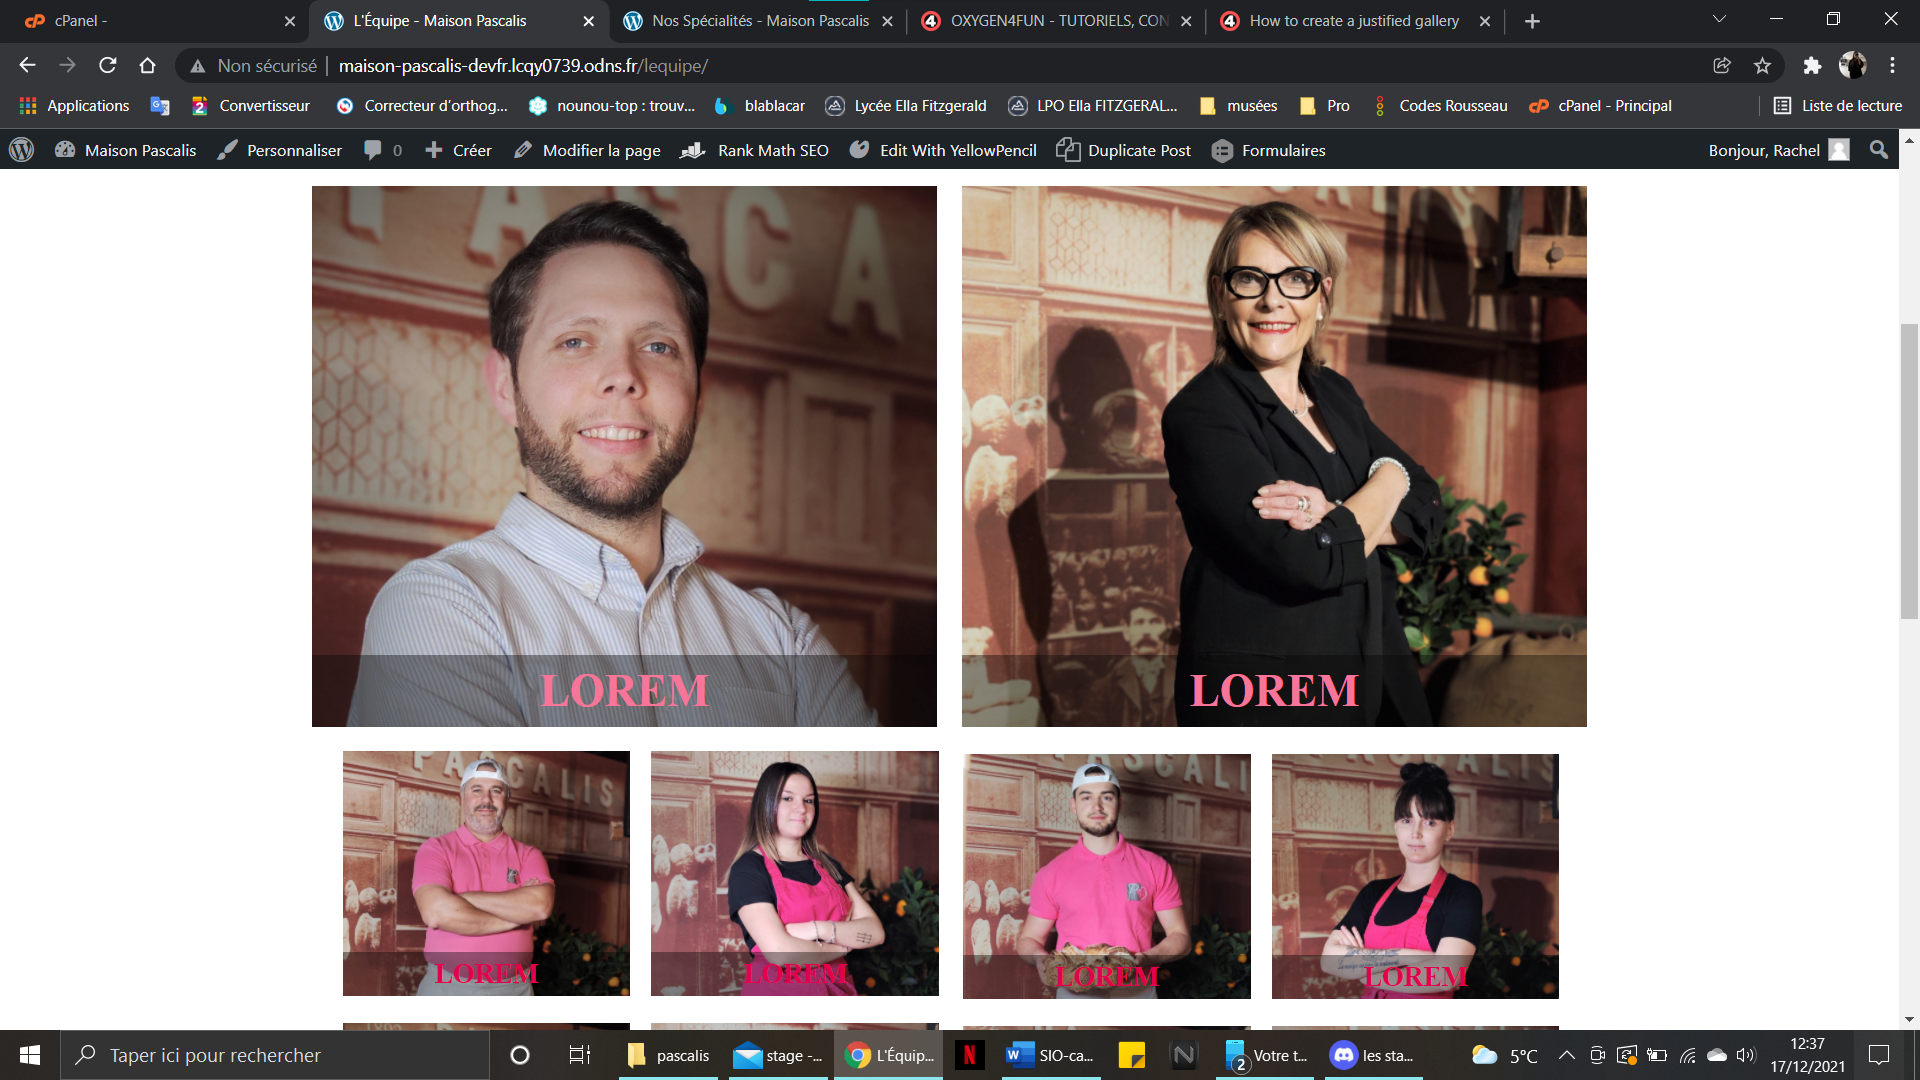 cPanel -
L'Équipe - Maison Pascalis
Nos Spécialités - Maison Pascalis
OXYGEN4FUN - TUTORIELS, CON
How to create a justified gallery
Non sécurisé
maison-pascalis-devfr.lcqy0739.odns.fr/lequipe/
Applications
Convertisseur
Correcteur d'orthog...
nounou-top : trouv...
blablacar
Lycée Ella Fitzgerald
LPO Ella FITZGERAL...
musées
Pro
Codes Rousseau
cPanel - Principal
Liste de lecture
Maison Pascalis
Personnaliser
0
Créer
Modifier la page
Rank Math SEO
Edit With YellowPencil
Duplicate Post
Formulaires
Bonjour, Rachel
LOREM
LOREM
PASCALIS
LOREM
LOREM
LOREM
LOREM
Taper ici pour rechercher
pascalis
stage -...
L'Équip...
SIO-ca...
Votre t...
2
les sta...
5°C
12:37
17/12/2021